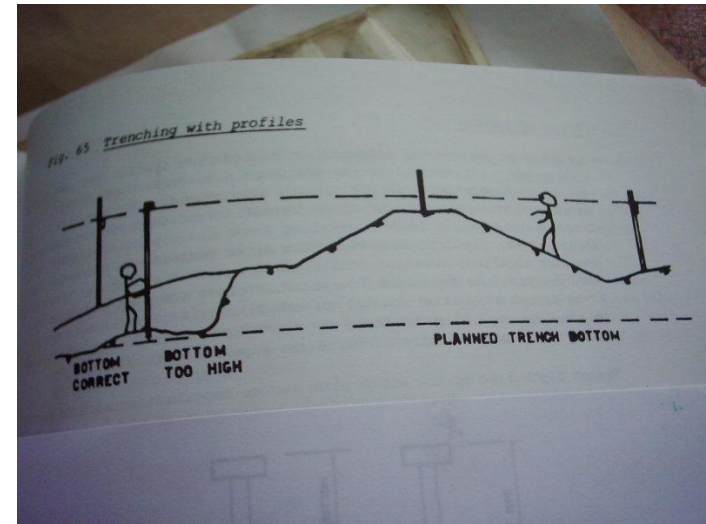 fig. 65 Trenching with profiles
BOTTOM
CORRECT
BOTTOM
TOO HIGH
PLANNED TRENCH BOTTOM